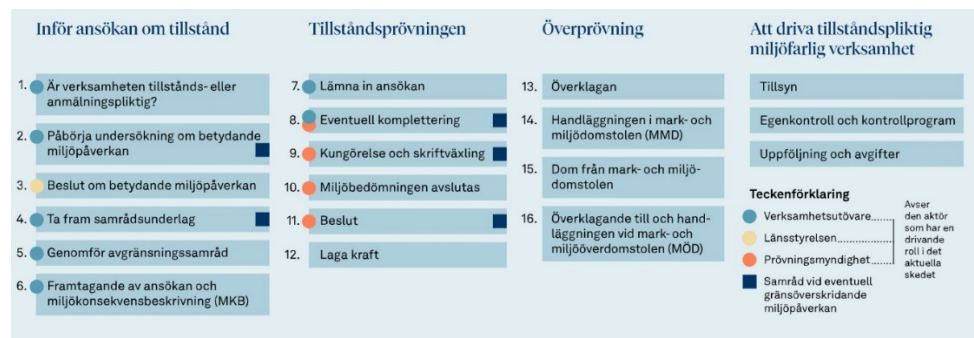 Inför ansökan om tillstånd
1. Är verksamheten tillstånds- eller
anmälningspliktig?
2. Påbörja undersökning om betydande
miljöpåverkan
3. Beslut om betydande miljöpåverkan
4. Ta fram samrådsunderlag
5. Genomför avgränsningssamråd
6. Framtagande av ansökan och
miljökonsekvensbeskrivning (MKB)
Tillståndsprövningen
7. Lämna in ansökan
8. Eventuell komplettering
9. Kungörelse och skriftväxling
10. Miljöbedömningen avslutas
11. Beslut
12. Laga kraft
Överprövning
13. Överklagan
14. Handläggningen i mark- och
miljödomstolen (MMD)
15. Dom från mark- och miljö-
domstolen
16. Överklagande till och hand-
läggningen vid mark- och
miljööverdomstolen (MÖD)
Att driva tillståndspliktig
miljöfarlig verksamhet
Tillsyn
Egenkontroll och kontrollprogram
Uppföljning och avgifter
Teckenförklaring
Verksamhetsutövare
Länsstyrelsen
Prövningsmyndighet
Samråd vid eventuell
gränsöverskridande
miljöpåverkan
Avser
den aktör
som har en
drivande
roll i det
aktuella
skedet